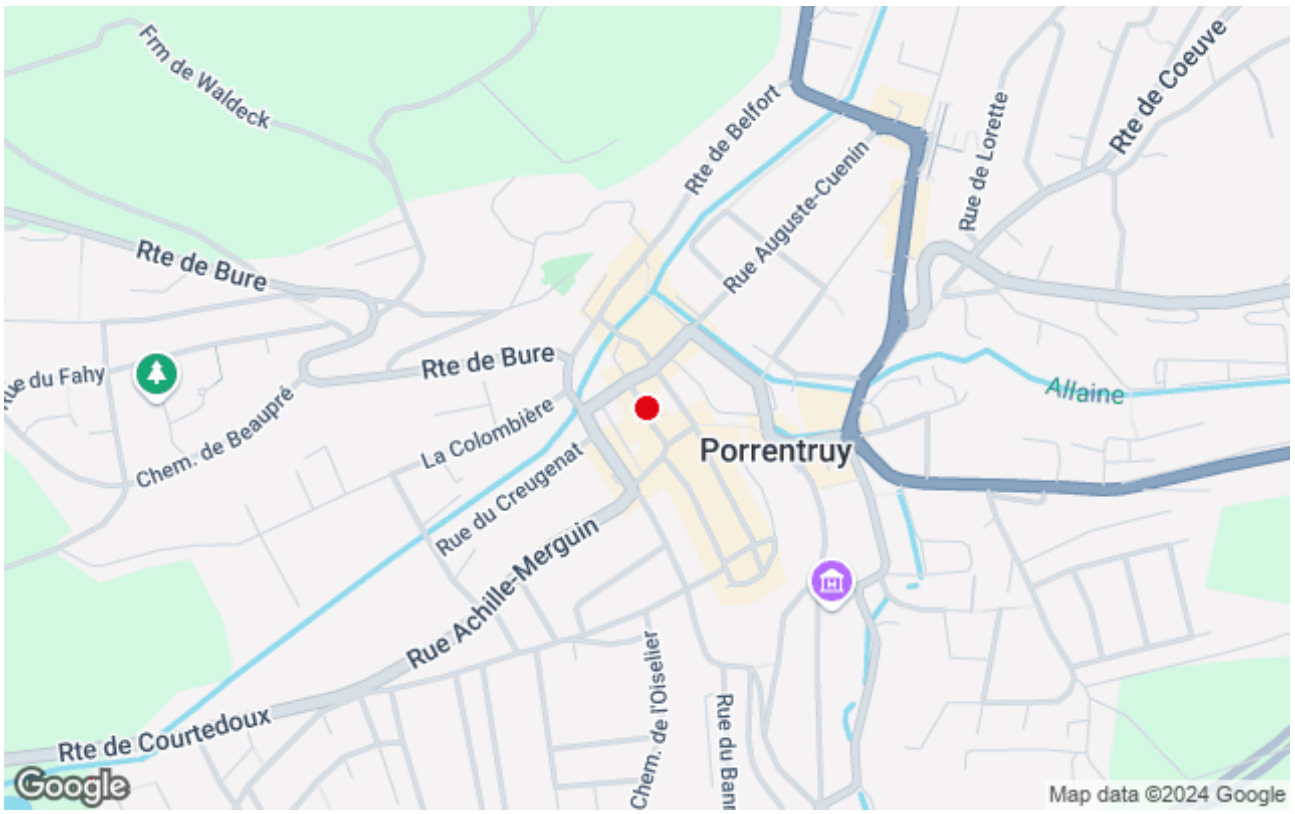 Frm de Waldeck
Rte de Belfort
Rte de Coeuve
Rue de Lorette
Rue Auguste-Cuenin
Rte de Bure
Rte de Bure
ue du Fahy
Chem. de Beaupré
La Colombière
Allaine
Porrentruy
Rue du Creugenat
Rue Achille-Merguin
H
Chem. de l'Oiselier
Rue du Bann
Rte de Courtedoux
Google
Map data ©2024 Google